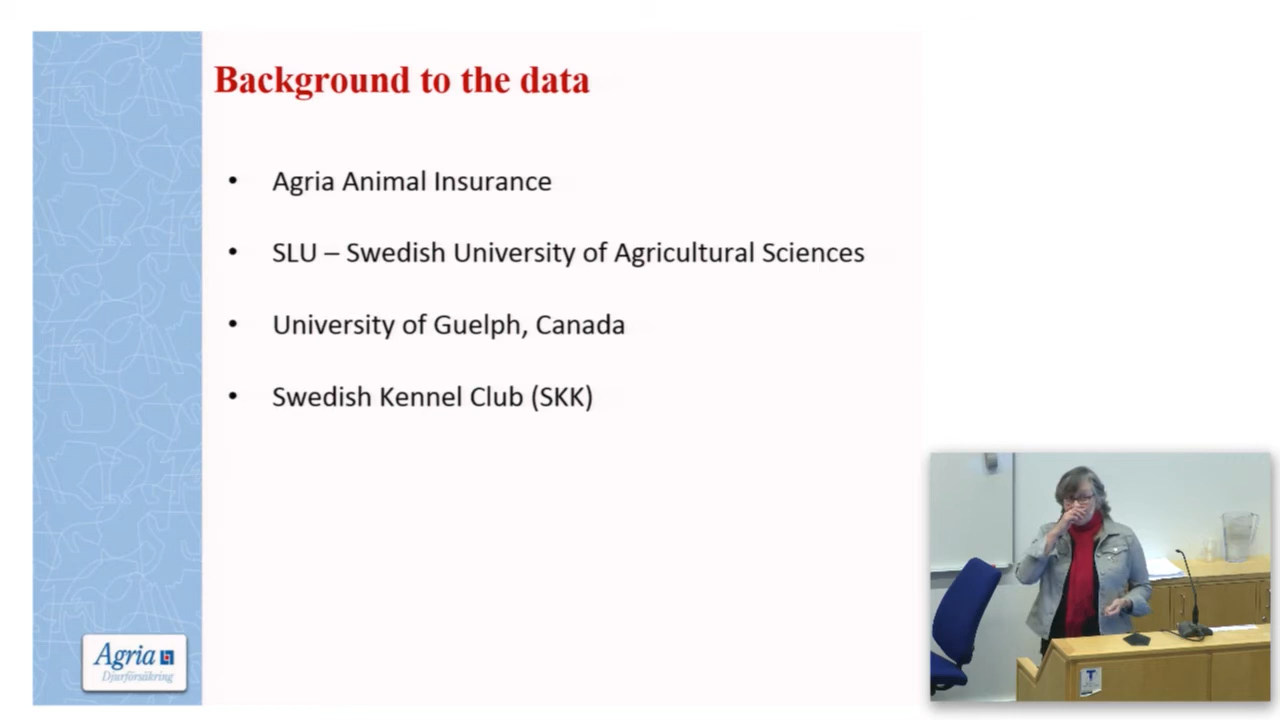 Background to the data
• Agria Animal Insurance
• SLU – Swedish University of Agricultural Sciences
• University of Guelph, Canada
• Swedish Kennel Club (SKK)
Agria
Djurförsäkring
T